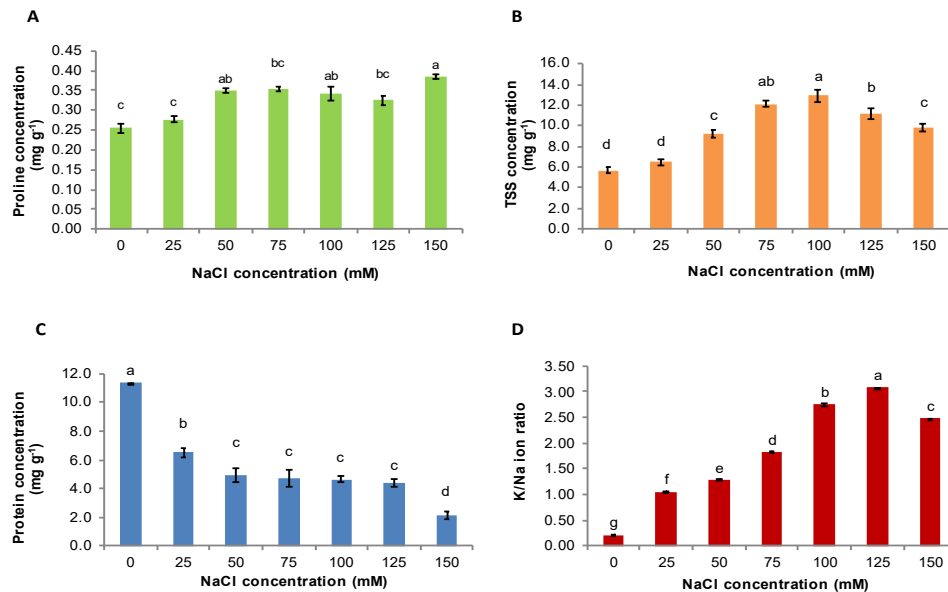 A
Proline concentration
(mg g-1)
0.45
0.40
0.35
0.30
0.25
0.20
0.15
0.10
0.05
0.00
c
c
ab
bc
ab
bc
a
0 25 50 75 100 125 150
NaCl concentration (mM)
B
TSS concentration
(mg g-1)
16.0
14.0
12.0
10.0
8.0
6.0
4.0
2.0
0.0
d
d
c
ab
a
b
c
0 25 50 75 100 125 150
NaCl concentration (mM)
C
Protein concentration
(mg g-1)
12.0
10.0
8.0
6.0
4.0
2.0
0.0
a
b
c
c
c
c
d
0 25 50 75 100 125 150
NaCl concentration (mM)
D
K/Na ion ratio
3.50
3.00
2.50
2.00
1.50
1.00
0.50
0.00
g
f
e
d
b
a
c
0 25 50 75 100 125 150
NaCl concentration (mM)